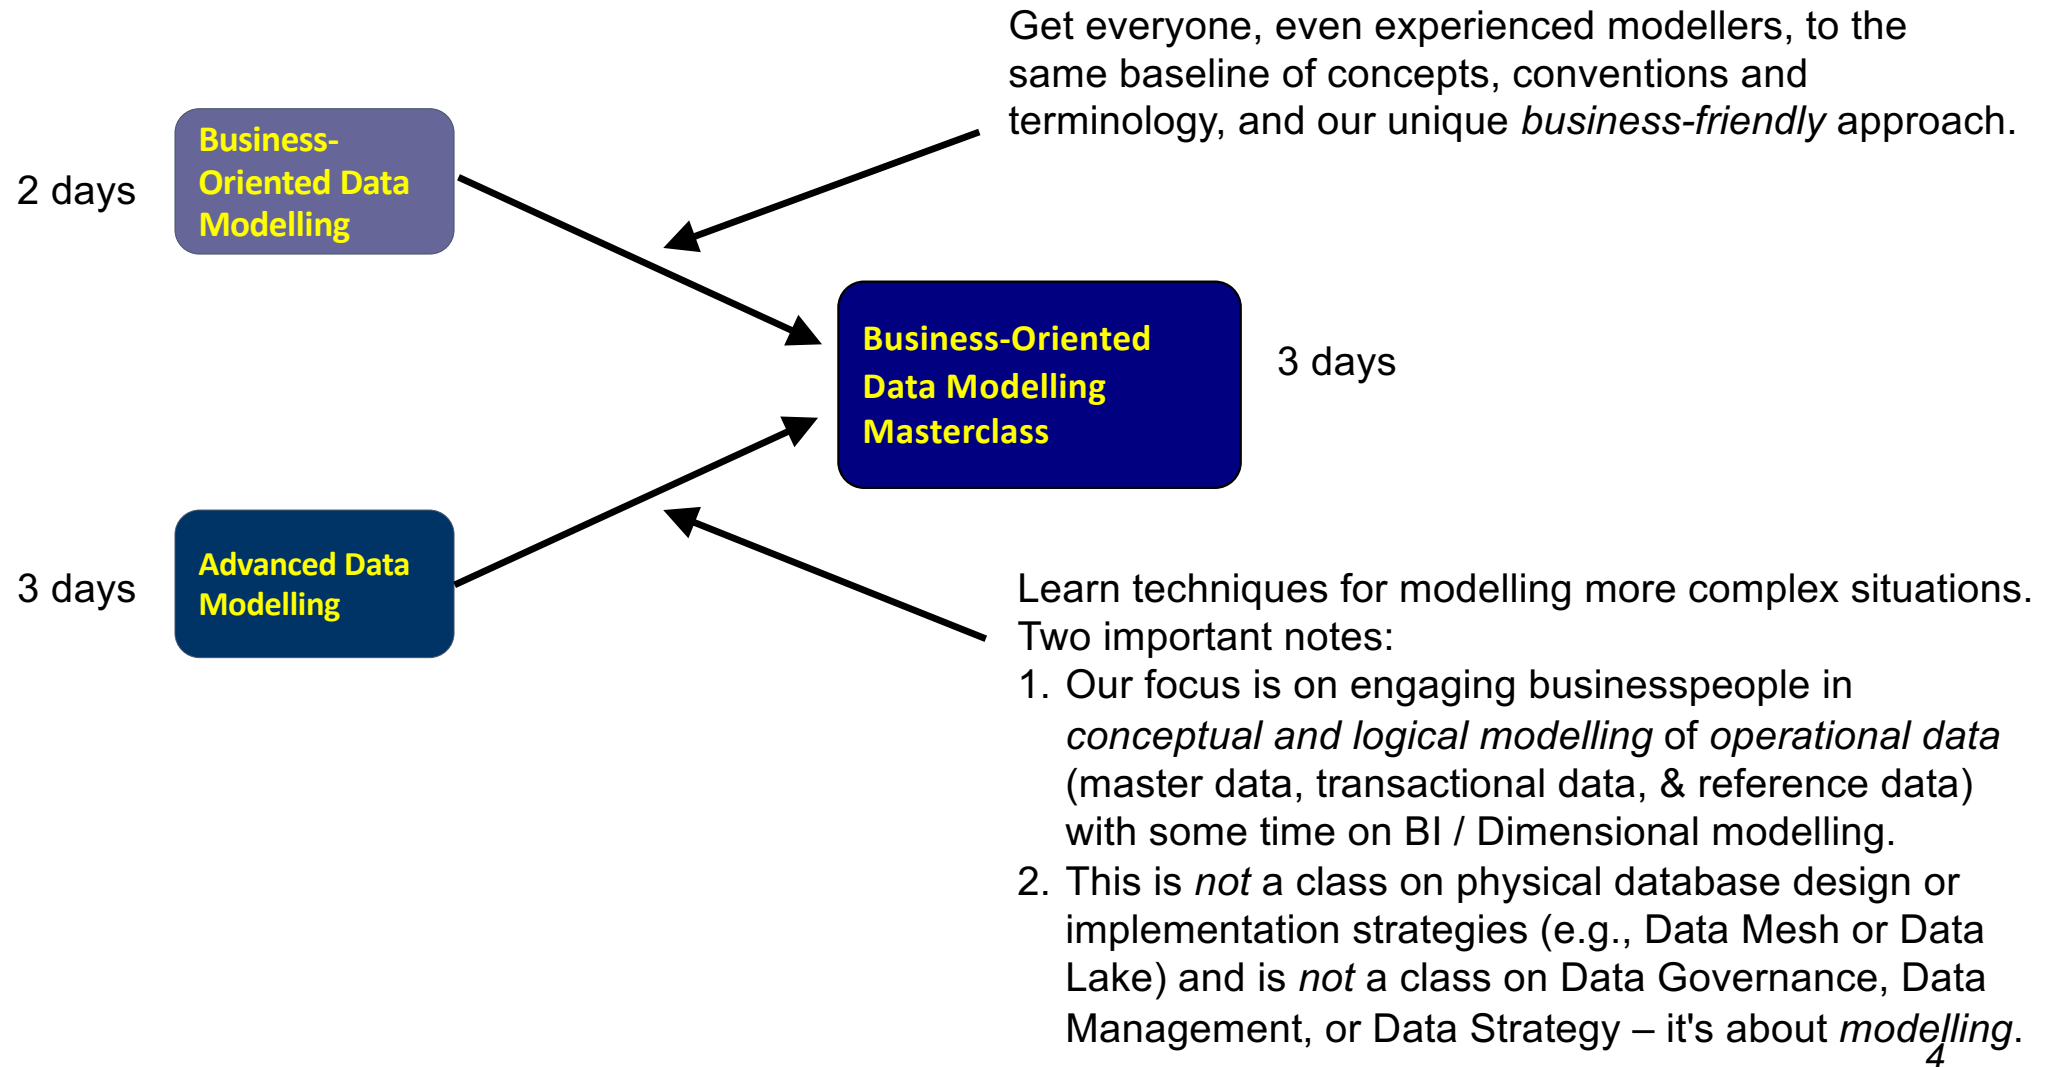 Get everyone, even experienced modellers, to the
same baseline of concepts, conventions and
terminology, and our unique business-friendly approach.
2 days
Business-
Oriented Data
Modelling
Business-Oriented
Data Modelling
Masterclass
3 days
3 days
Advanced Data
Modelling
Learn techniques for modelling more complex situations.
Two important notes:
1. Our focus is on engaging businesspeople in
conceptual and logical modelling of operational data
(master data, transactional data, & reference data)
with some time on BI / Dimensional modelling.
2. This is not a class on physical database design or
implementation strategies (e.g., Data Mesh or Data
Lake) and is not a class on Data Governance, Data
Management, or Data Strategy – it's about modelling.
4